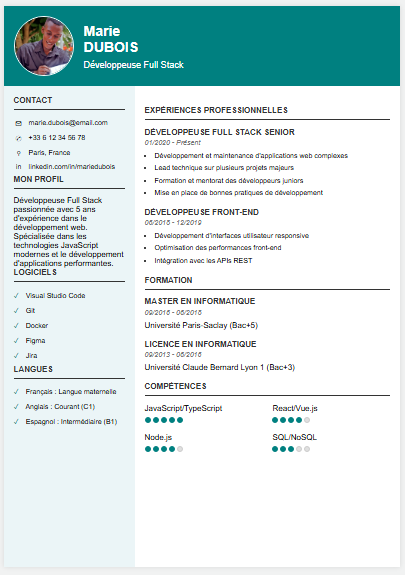 Marie
DUBOIS
Développeuse Full Stack
CONTACT
marie.dubois@email.com
+33 6 12 34 56 78
Paris, France
in linkedin.com/in/mariedubois
MON PROFIL
Développeuse Full Stack
passionnée avec 5 ans
d'expérience dans le
développement web.
Spécialisée dans les
technologies JavaScript
modernes et le développement
d'applications performantes.
LOGICIELS
✓ Visual Studio Code
✓ Git
✓ Docker
✓ Figma
✓ Jira
LANGUES
✓ Français : Langue maternelle
✓ Anglais : Courant (C1)
✓ Espagnol : Intermédiaire (B1)
EXPÉRIENCES PROFESSIONNELLES
DÉVELOPPEUSE FULL STACK SENIOR
01/2020 - Présent
• Développement et maintenance d'applications web complexes
• Lead technique sur plusieurs projets majeurs
• Formation et mentorat des développeurs juniors
• Mise en place de bonnes pratiques de développement
DÉVELOPPEUSE FRONT-END
06/2018 - 12/2019
• Développement d'interfaces utilisateur responsive
• Optimisation des performances front-end
• Intégration avec les APIs REST
FORMATION
MASTER EN INFORMATIQUE
09/2016 - 06/2018
Université Paris-Saclay (Bac+5)
LICENCE EN INFORMATIQUE
09/2013 - 06/2016
Université Claude Bernard Lyon 1 (Bac+3)
COMPÉTENCES
JavaScript/TypeScript
React/Vue.js
Node.js
SQL/NoSQL